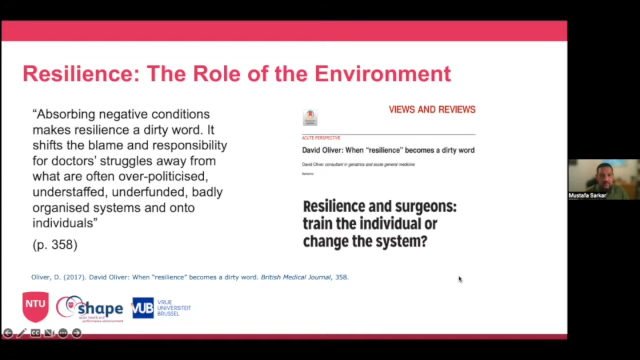 Resilience: The Role of the Environment
“Absorbing negative conditions
makes resilience a dirty word. It
shifts the blame and responsibility
for doctors’ struggles away from
what are often over-politicised,
understaffed, underfunded, badly
organised systems and onto
individuals”
(p. 358)
VIEWS AND REVIEWS
ACUTE PERSPECTIVE
David Oliver: When “resilience” becomes a dirty word
David Oliver consultant in geriatrics and acute general medicine
Resilience and surgeons:
train the individual or
change the system?
Oliver, D. (2017). David Oliver: When “resilience” becomes a dirty word. British Medical Journal, 358.
NTU
shape
VUB
VRIJE
UNIVERSITEIT
BRUSSEL
CC
Mustafa Sarkar